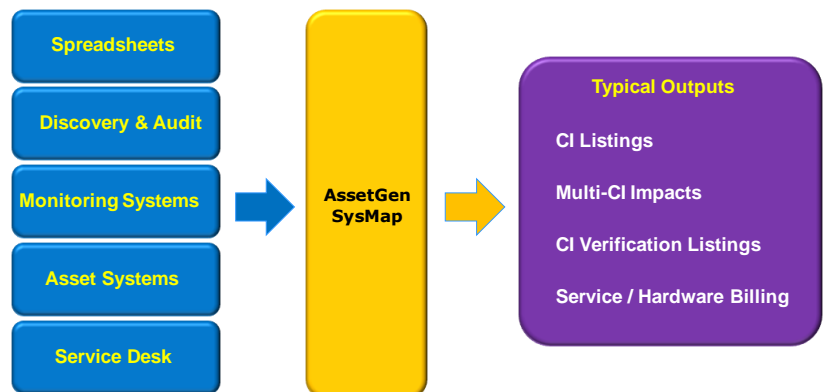 Spreadsheets
Discovery & Audit
Monitoring Systems
Asset Systems
Service Desk
AssetGen
SysMap
Typical Outputs
CI Listings
Multi-CI Impacts
CI Verification Listings
Service / Hardware Billing